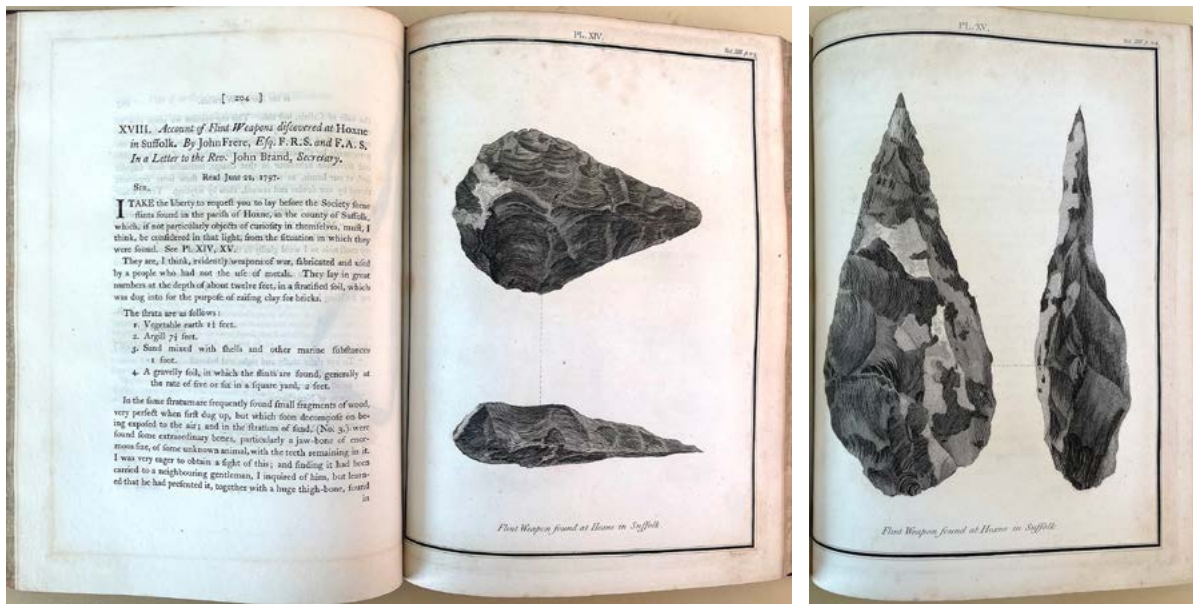 [ 204 ]
XVIII. Account of Flint Weapons diſcovered at Hoxne
in Suffolk. By John Frere, Eſq. F. R. S. and F. A. S.
In a Letter to the Rev. John Brand, Secretary.
Read June 22, 1797.
SIR,
I TAKE the liberty to requeſt you to lay before the Society ſome
flints found in the pariſh of Hoxne, in the county of Suffolk,
which, if not particularly objects of curioſity in themſelves, muſt, I
think, be conſidered in that light, from the ſituation in which they
were found. See Pl. XIV, XV.
They are, I think, evidently weapons of war, fabricated and uſed
by a people who had not the uſe of metals. They lay in great
numbers at the depth of about twelve feet, in a ſtratified ſoil, which
was dug into for the purpoſe of raiſing clay for bricks.
The ſtrata are as follows:
1. Vegetable earth 1½ feet.
2. Argill 7½ feet.
3. Sand mixed with ſhells and other marine ſubſtances
1 foot.
4. A gravelly ſoil, in which the flints are found, generally at
the rate of five or ſix in a ſquare yard, 2 feet.
In the ſame ſtratum are frequently found ſmall fragments of wood,
very perfect when firſt dug up, but which ſoon decompoſe on be-
ing expoſed to the air; and in the ſtratum of ſand, (No. 3,) were
found ſome extraordinary bones, particularly a jaw-bone of enor-
mous ſize, of ſome unknown animal, with the teeth remaining in it.
I was very eager to obtain a ſight of this; and finding it had been
carried to a neighbouring gentleman, I inquired of him, but learn-
ed that he had preſented it, together with a huge thigh-bone, found
in
PL. XIV.
Flint Weapon found at Hoxne in Suffolk
PL. XV.
Flint Weapon found at Hoxne in Suffolk